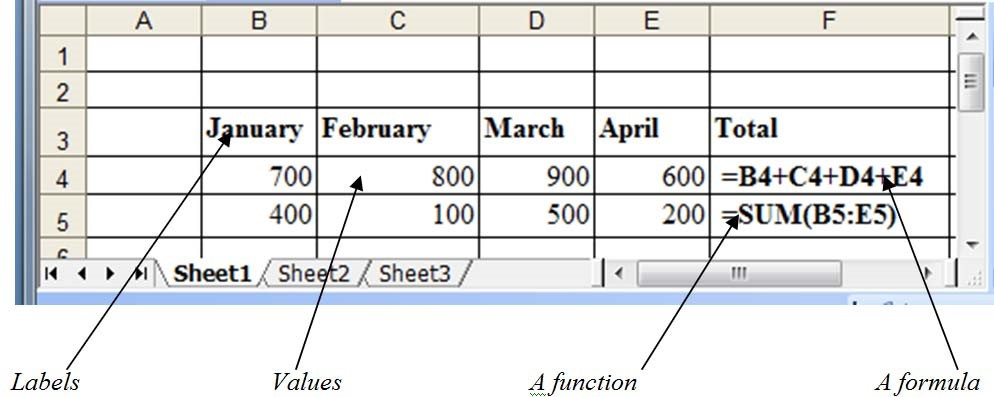 A B C D E F
1
2
3 January February March April Total
4 700 800 900 600 =B4+C4+D4+E4
5 400 100 500 200 =SUM(B5:E5)
Sheet1 Sheet2 Sheet3
Labels Values A function A formula